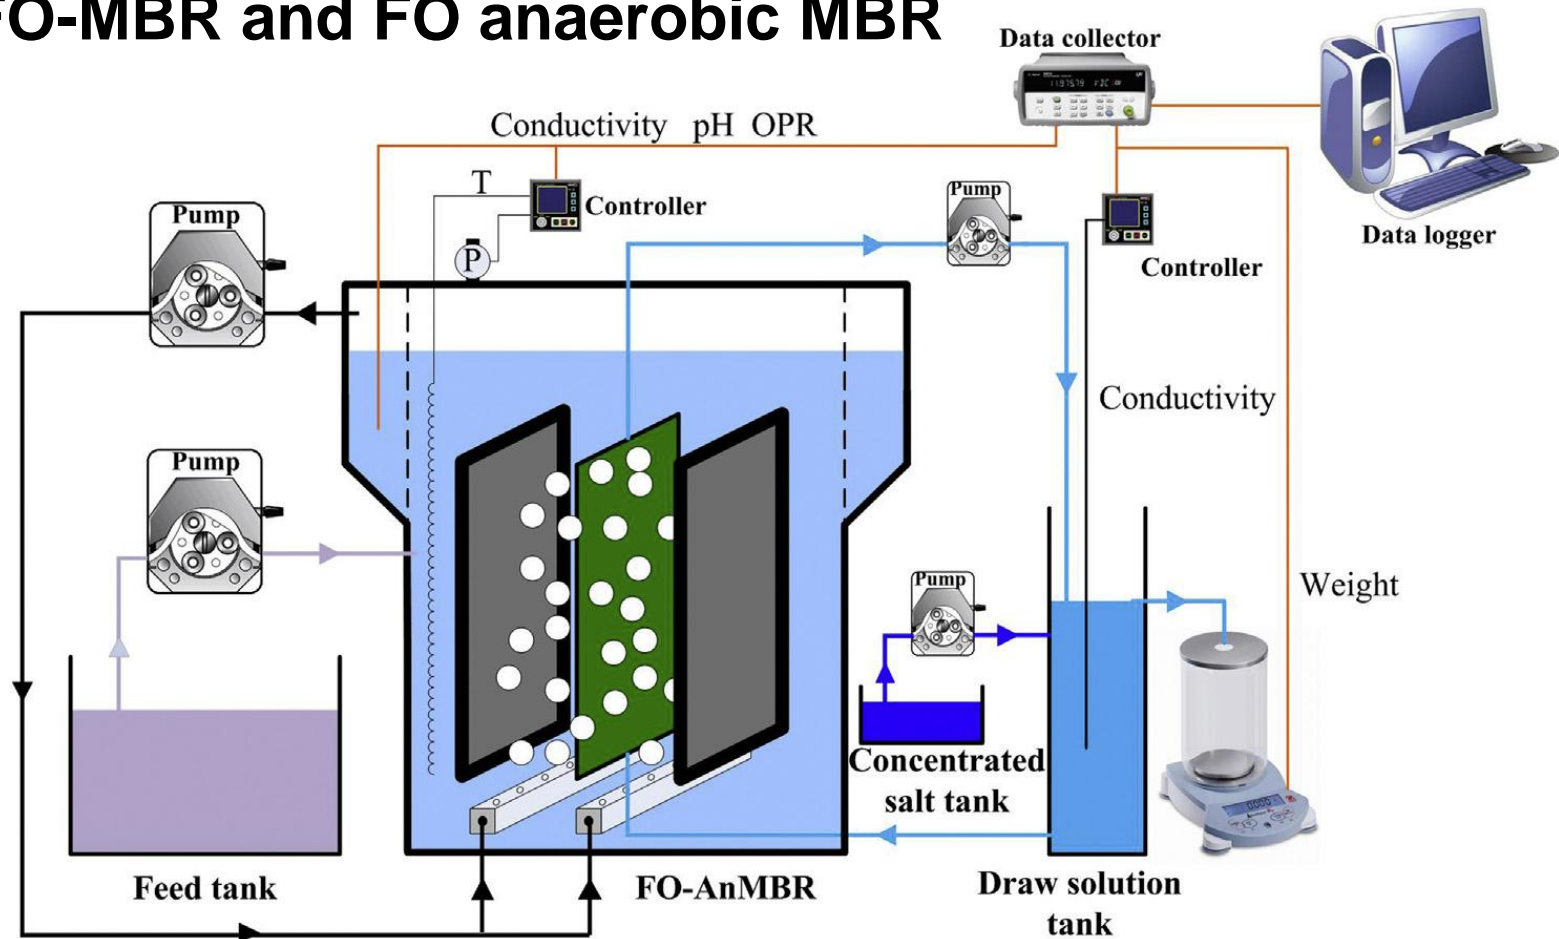 FO-MBR and FO anaerobic MBR
Data collector
Conductivity pH OPR
T
Controller
P
Pump
Pump
Controller
Data logger
Conductivity
Pump
Pump
Weight
Concentrated
salt tank
Feed tank
FO-AnMBR
Draw solution
tank